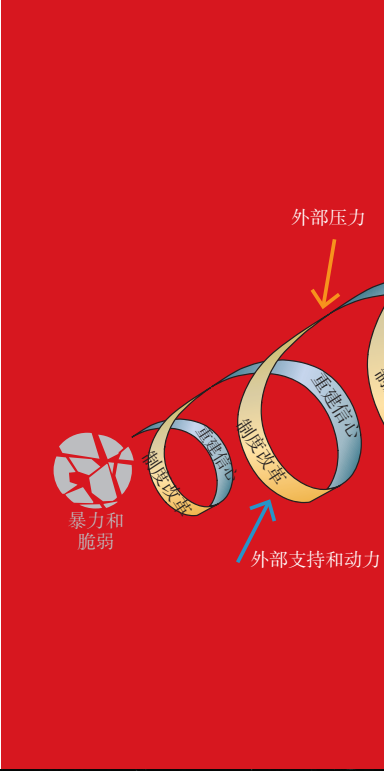 外部压力
重建信心
制度改革
重建信心
制度改革
暴力和
脆弱
外部支持和动力
制